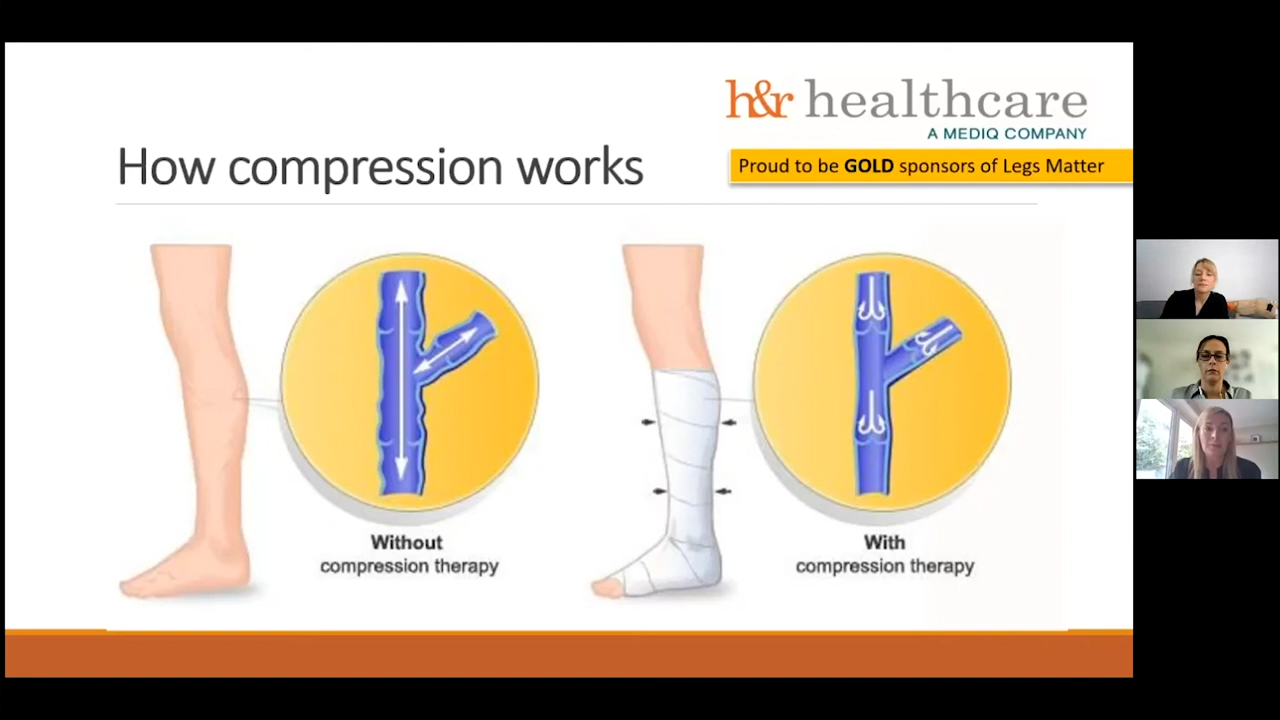 h&r healthcare
A MEDIQ COMPANY
How compression works
Proud to be GOLD sponsors of Legs Matter
Without
compression therapy
With
compression therapy